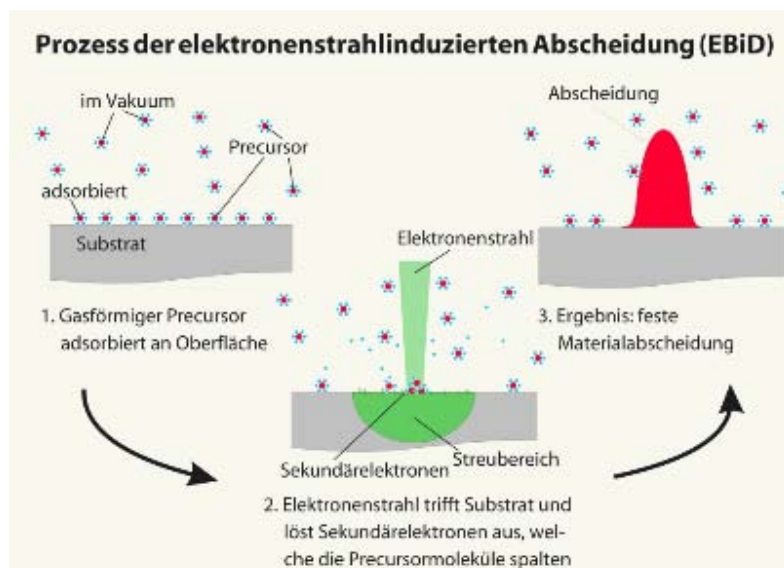 Prozess der elektronenstrahlinduzierten Abscheidung (EBiD)
im Vakuum
Precursor
adsorbiert
Substrat
1. Gasförmiger Precursor
adsorbiert an Oberfläche
Elektronenstrahl
Sekundärelektronen
Streubereich
2. Elektronenstrahl trifft Substrat und
löst Sekundärelektronen aus, wel-
che die Precursormoleküle spalten
Abscheidung
3. Ergebnis: feste
Materialabscheidung